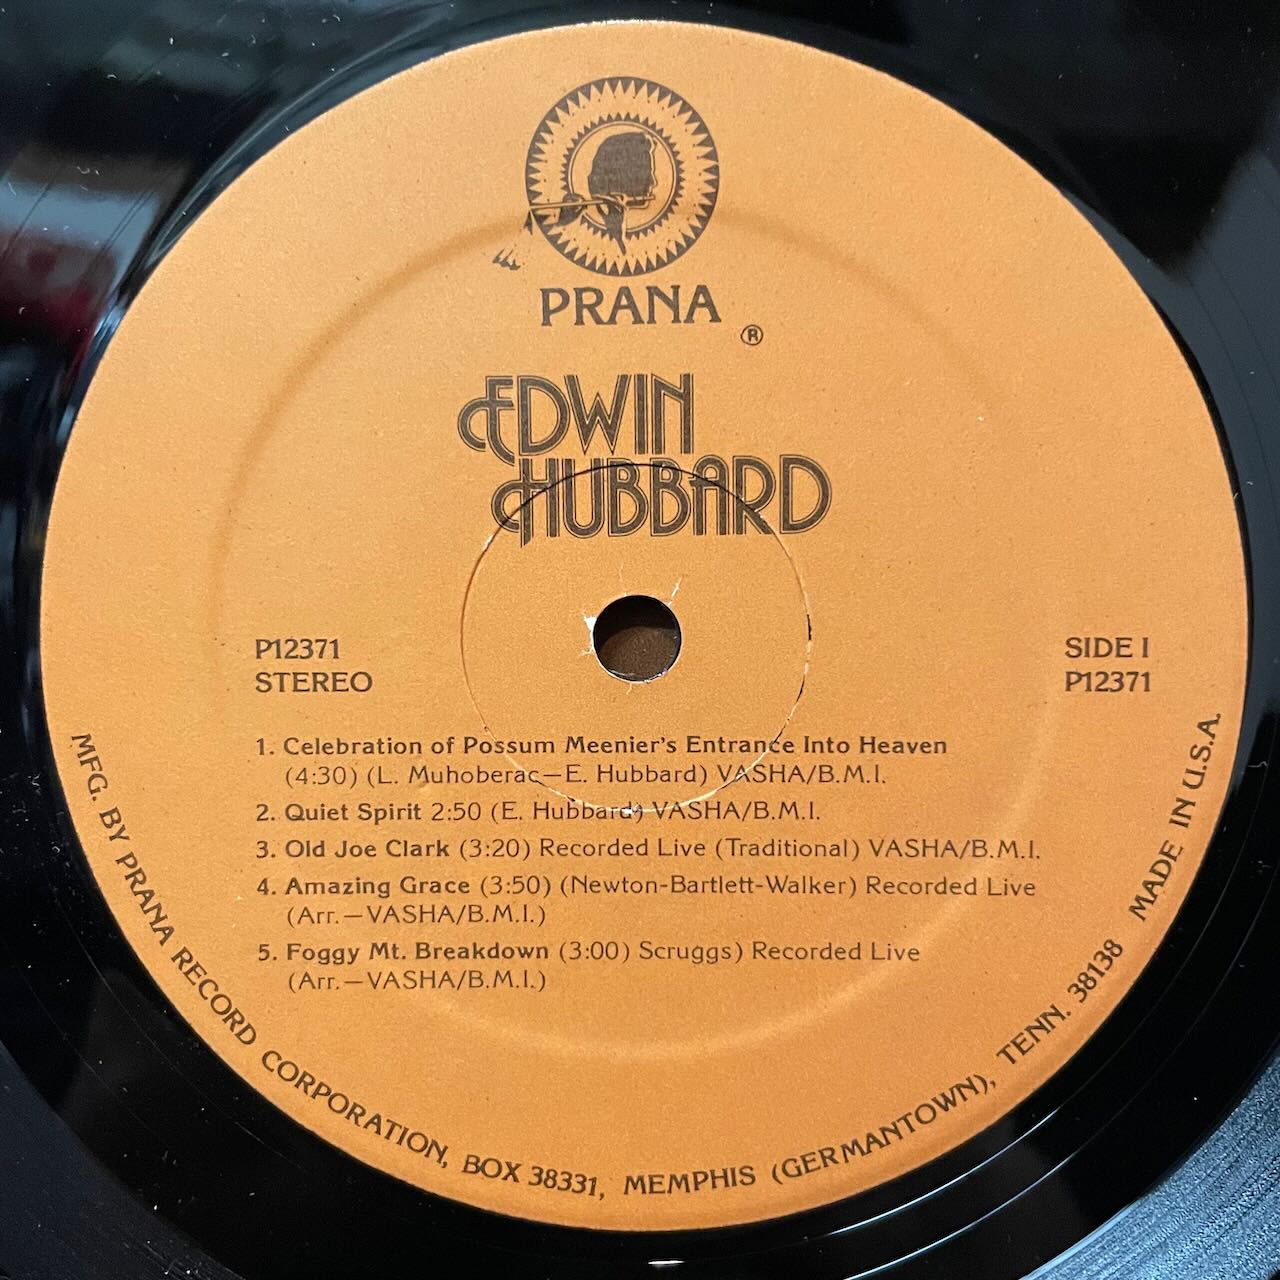 PRANA
®
EDWIN
HUBBARD
P12371
STEREO
SIDE I
P12371
1. Celebration of Possum Meenier's Entrance Into Heaven
(4:30) (L. Muhoberac—E. Hubbard) VASHA/B.M.I.
2. Quiet Spirit 2:50 (E. Hubbard) VASHA/B.M.I.
3. Old Joe Clark (3:20) Recorded Live (Traditional) VASHA/B.M.I.
4. Amazing Grace (3:50) (Newton-Bartlett-Walker) Recorded Live
(Arr.—VASHA/B.M.I.)
5. Foggy Mt. Breakdown (3:00) Scruggs) Recorded Live
(Arr.—VASHA/B.M.I.)
MFG. BY PRANA RECORD CORPORATION, BOX 38331, MEMPHIS (GERMANTOWN), TENN. 38138 MADE IN U.S.A.